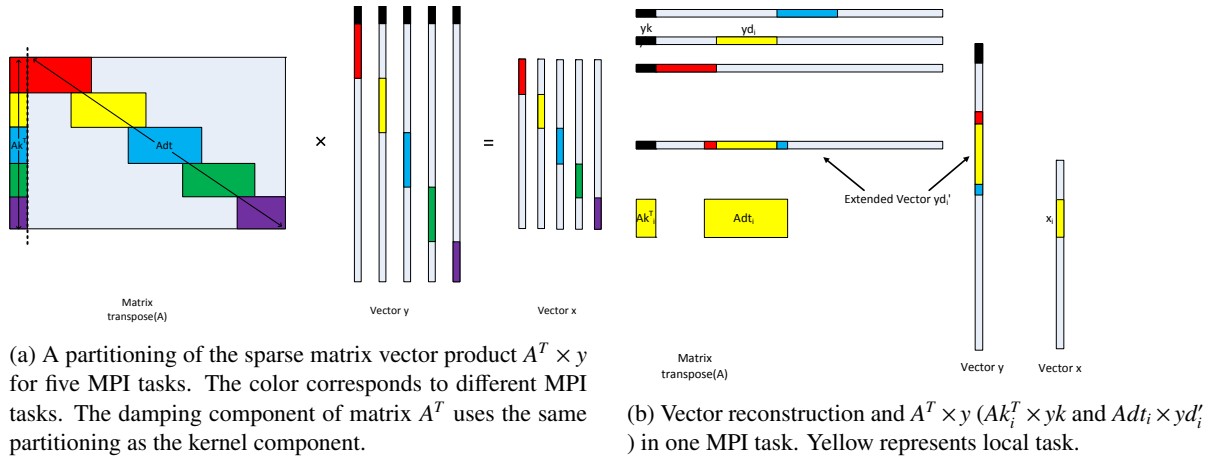 Ak^T
Adt
×
=
Matrix
transpose(A)
Vector y
Vector x
(a) A partitioning of the sparse matrix vector product A^T × y
for five MPI tasks. The color corresponds to different MPI
tasks. The damping component of matrix A^T uses the same
partitioning as the kernel component.
yk
yd_i
Extended Vector yd_i'
Ak^T_i
Adt_i
x_i
Matrix
transpose(A)
Vector y
Vector x
(b) Vector reconstruction and A^T × y (Ak_i^T × yk and Adt_i × yd_i′
) in one MPI task. Yellow represents local task.